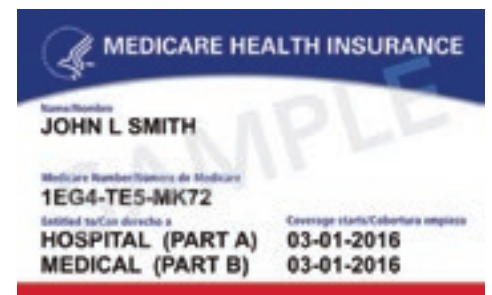 MEDICARE HEALTH INSURANCE
Name/Nombre
JOHN L SMITH
SAMPLE
Medicare Number/Número de Medicare
1EG4-TE5-MK72
Entitled to/Con derecho a
Coverage starts/Cobertura empieza
HOSPITAL (PART A) 03-01-2016
MEDICAL (PART B) 03-01-2016